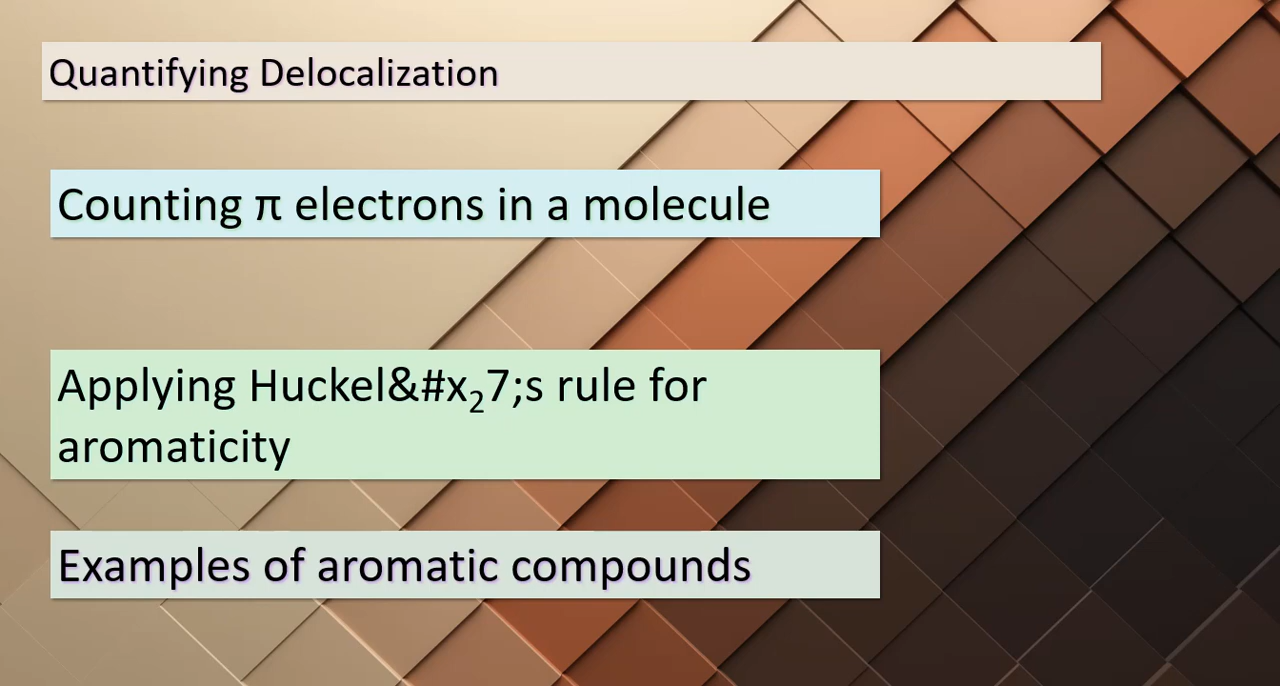 Quantifying Delocalization
Counting π electrons in a molecule
Applying Huckel&#x₂7;s rule for
aromaticity
Examples of aromatic compounds